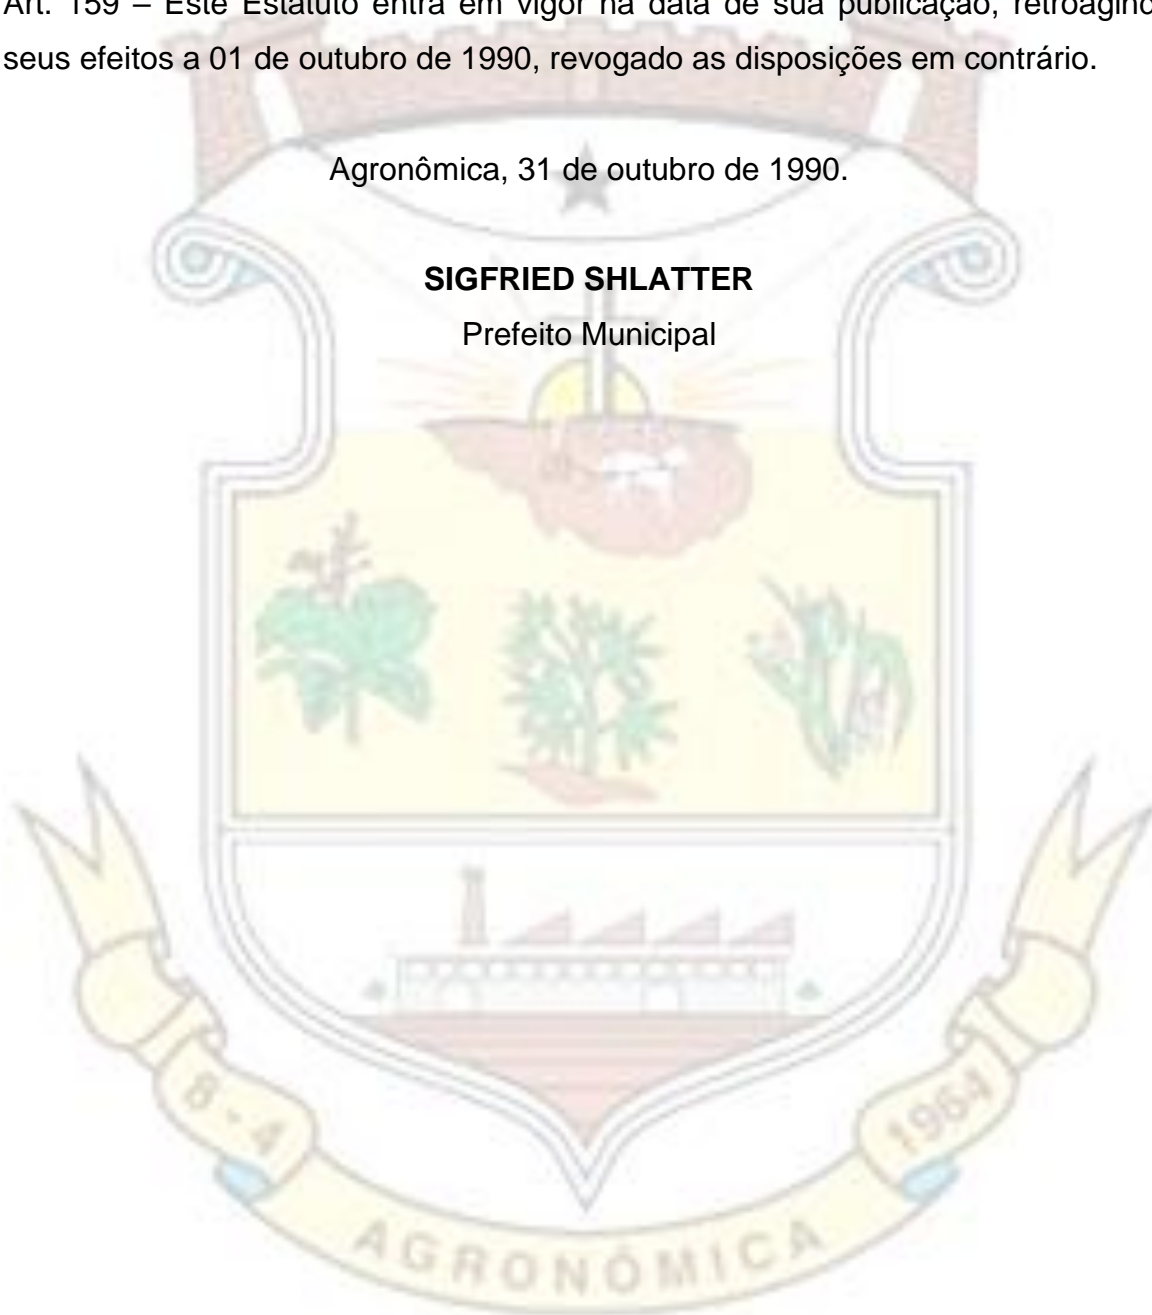 Art. 159 – Este Estatuto entra em vigor na data de sua publicação, retroagind
seus efeitos a 01 de outubro de 1990, revogado as disposições em contrário.
Agronômica, 31 de outubro de 1990.
SIGFRIED SHLATTER
Prefeito Municipal
8 - 4
1964
AGRONÔMICA